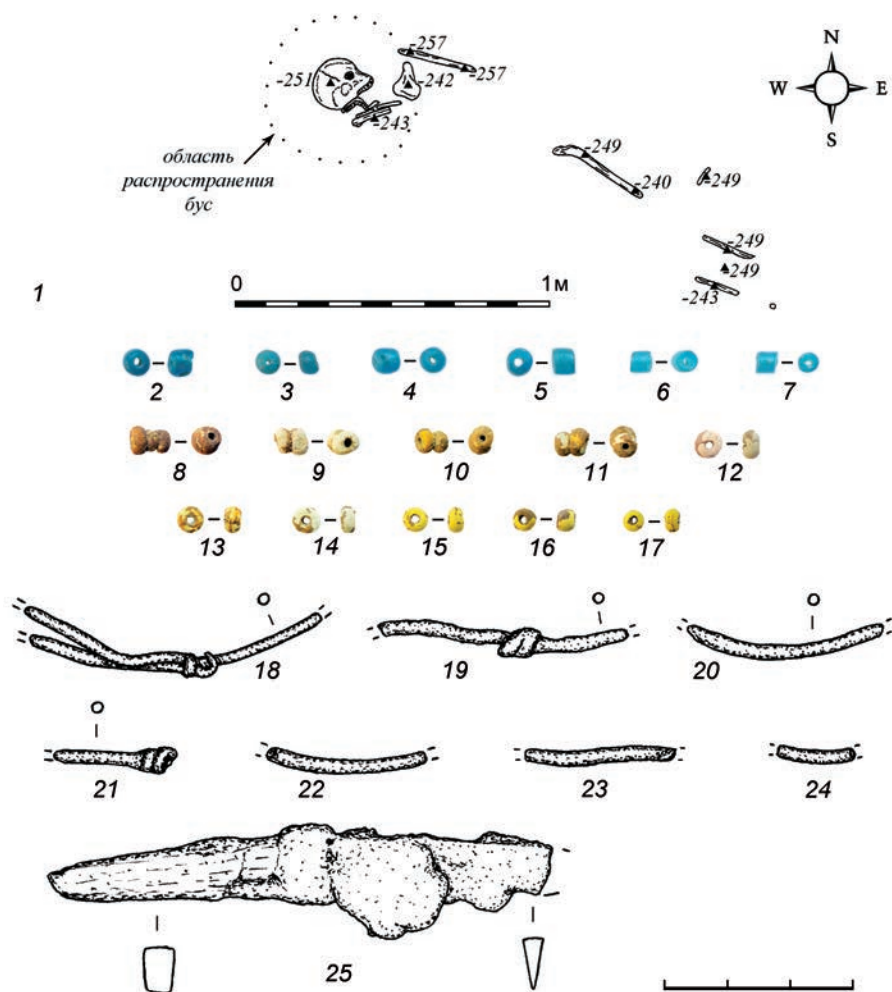 N
W E
S
-257
-251 -242 -257
-243
область
распространения
бус
-249
-240 -249
-249
-249
-243
1
0 1м
2 3 4 5 6 7
8 9 10 11 12
13 14 15 16 17
18 19 20
21 22 23 24
25